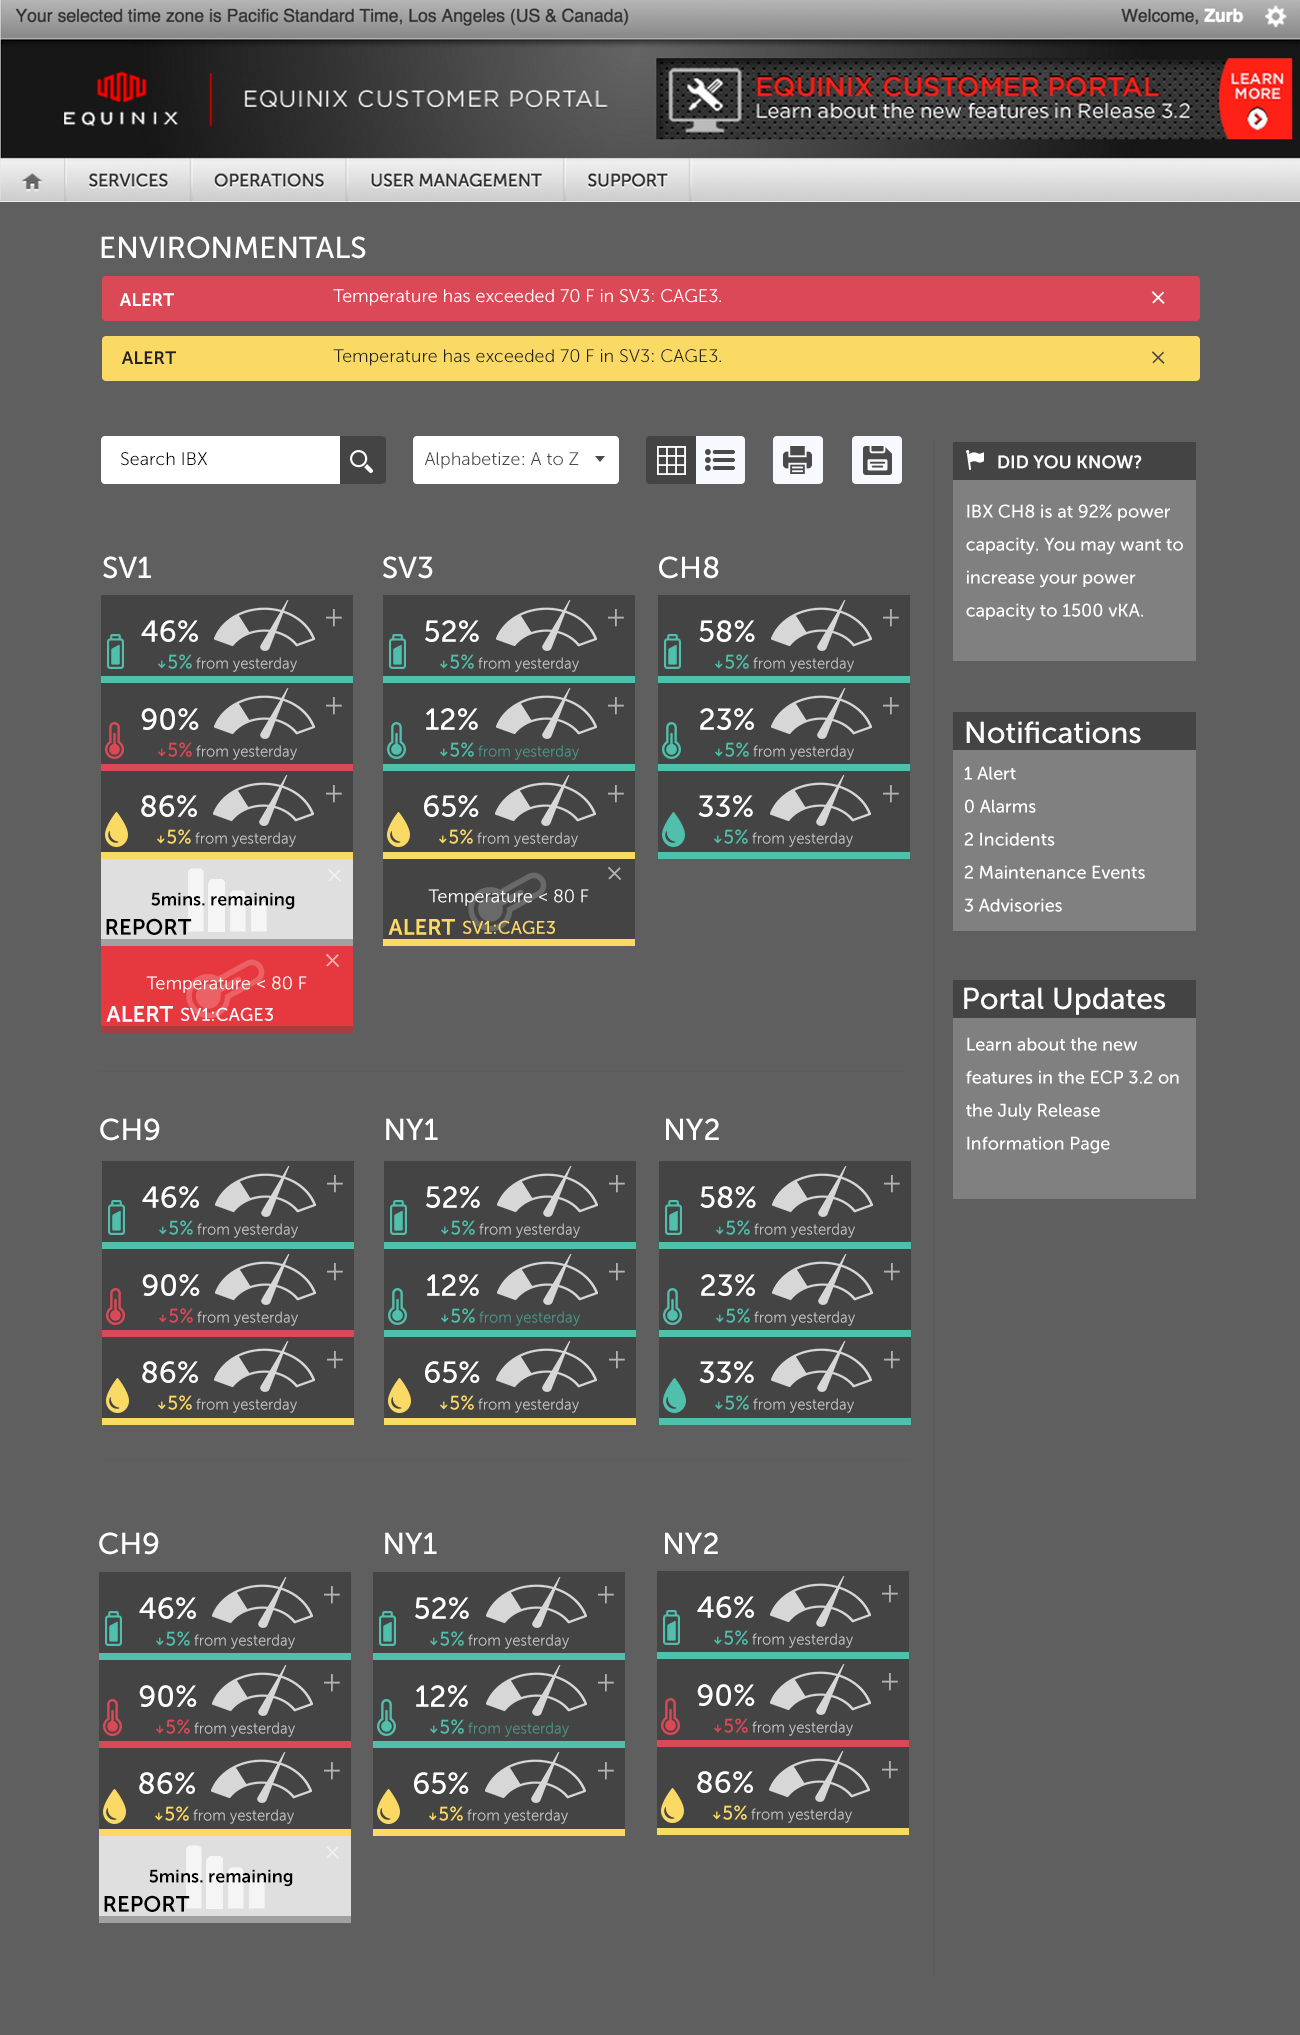 Your selected time zone is Pacific Standard Time, Los Angeles (US & Canada)
Welcome, Zurb
EQUINIX
EQUINIX CUSTOMER PORTAL
EQUINIX CUSTOMER PORTAL
Learn about the new features in Release 3.2
LEARN
MORE
SERVICES
OPERATIONS
USER MANAGEMENT
SUPPORT
ENVIRONMENTALS
ALERT
Temperature has exceeded 70 F in SV3: CAGE3.
ALERT
Temperature has exceeded 70 F in SV3: CAGE3.
Search IBX
Alphabetize: A to Z
SV1
46%
↓5% from yesterday
90%
↓5% from yesterday
86%
↓5% from yesterday
5mins. remaining
REPORT
Temperature < 80 F
ALERT SV1:CAGE3
SV3
52%
↓5% from yesterday
12%
↓5% from yesterday
65%
↓5% from yesterday
Temperature < 80 F
ALERT SV1:CAGE3
CH8
58%
↓5% from yesterday
23%
↓5% from yesterday
33%
↓5% from yesterday
CH9
46%
↓5% from yesterday
90%
↓5% from yesterday
86%
↓5% from yesterday
NY1
52%
↓5% from yesterday
12%
↓5% from yesterday
65%
↓5% from yesterday
NY2
58%
↓5% from yesterday
23%
↓5% from yesterday
33%
↓5% from yesterday
CH9
46%
↓5% from yesterday
90%
↓5% from yesterday
86%
↓5% from yesterday
5mins. remaining
REPORT
NY1
52%
↓5% from yesterday
12%
↓5% from yesterday
65%
↓5% from yesterday
NY2
46%
↓5% from yesterday
90%
↓5% from yesterday
86%
↓5% from yesterday
DID YOU KNOW?
IBX CH8 is at 92% power
capacity. You may want to
increase your power
capacity to 1500 vKA.
Notifications
1 Alert
0 Alarms
2 Incidents
2 Maintenance Events
3 Advisories
Portal Updates
Learn about the new
features in the ECP 3.2 on
the July Release
Information Page